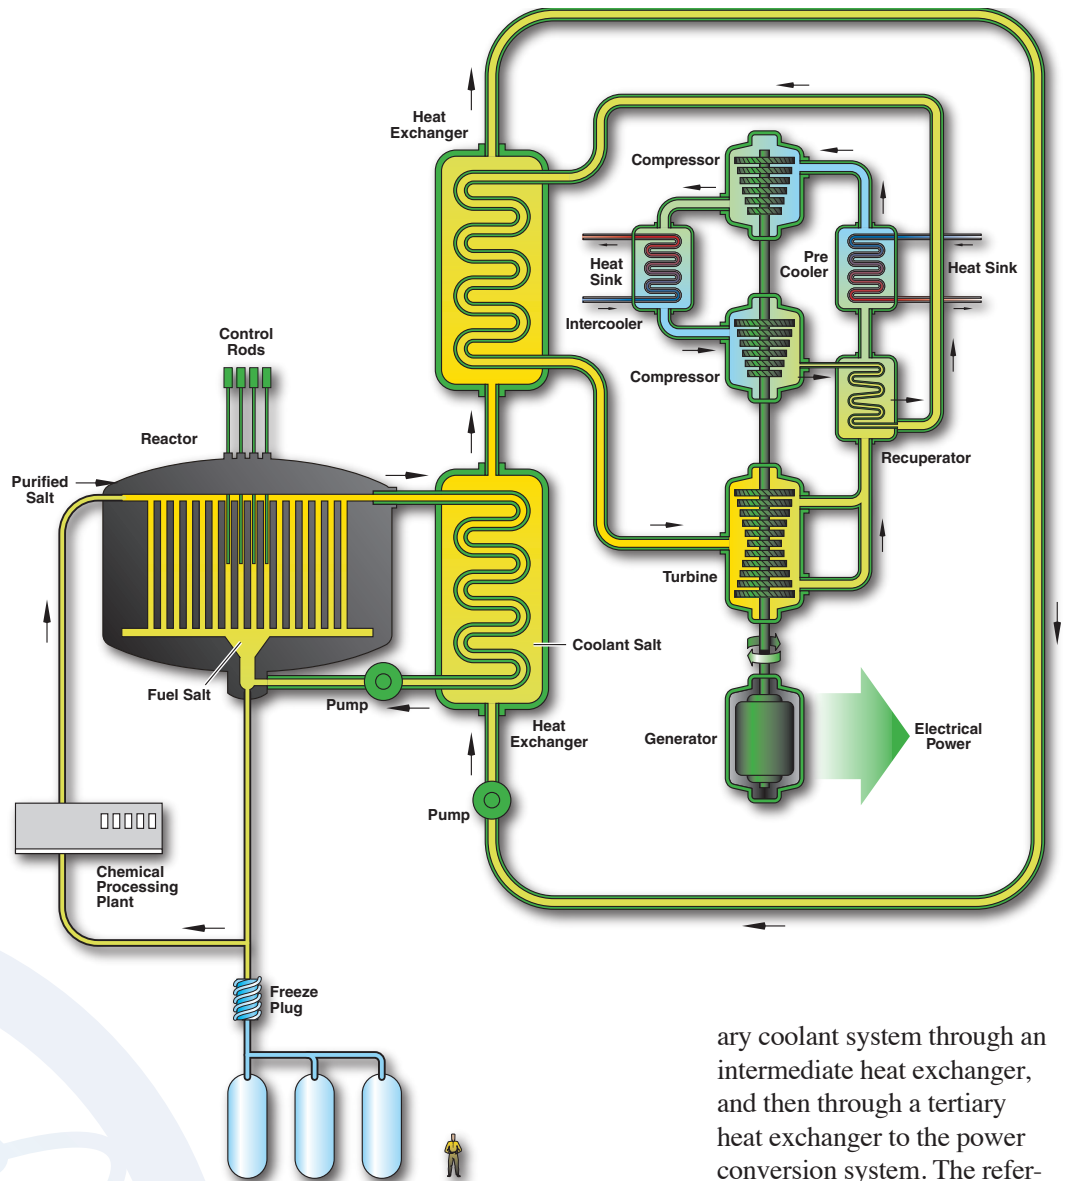 Heat
Exchanger
Compressor
Heat
Sink
Pre
Cooler
Heat Sink
Intercooler
Control
Rods
Compressor
Reactor
Recuperator
Purified
Salt
Turbine
Coolant Salt
Fuel Salt
Pump
Heat
Exchanger
Generator
Electrical
Power
Pump
Chemical
Processing
Plant
Freeze
Plug
ary coolant system through an
intermediate heat exchanger,
and then through a tertiary
heat exchanger to the power
conversion system. The refer-